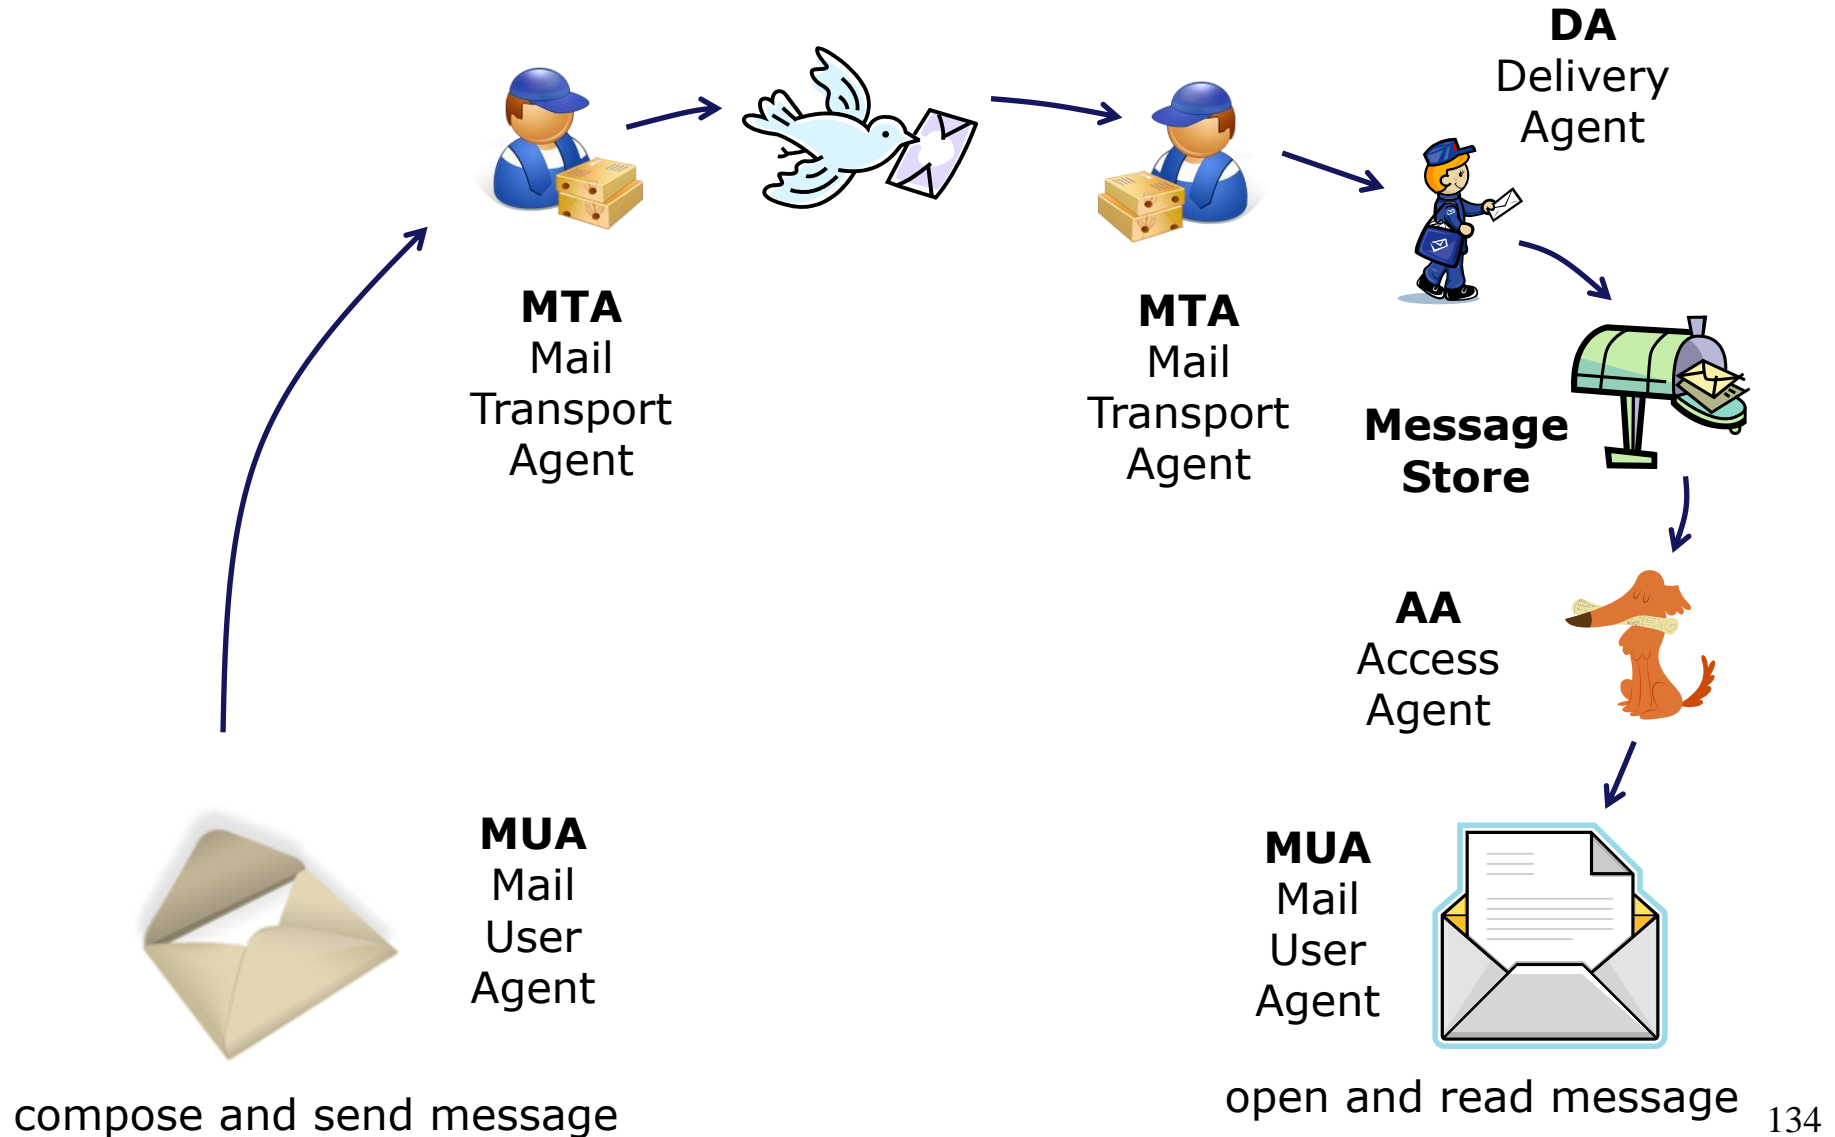 DA
Delivery
Agent
MTA
Mail
Transport
Agent
MTA
Mail
Transport
Agent
Message
Store
AA
Access
Agent
MUA
Mail
User
Agent
MUA
Mail
User
Agent
compose and send message
open and read message
134